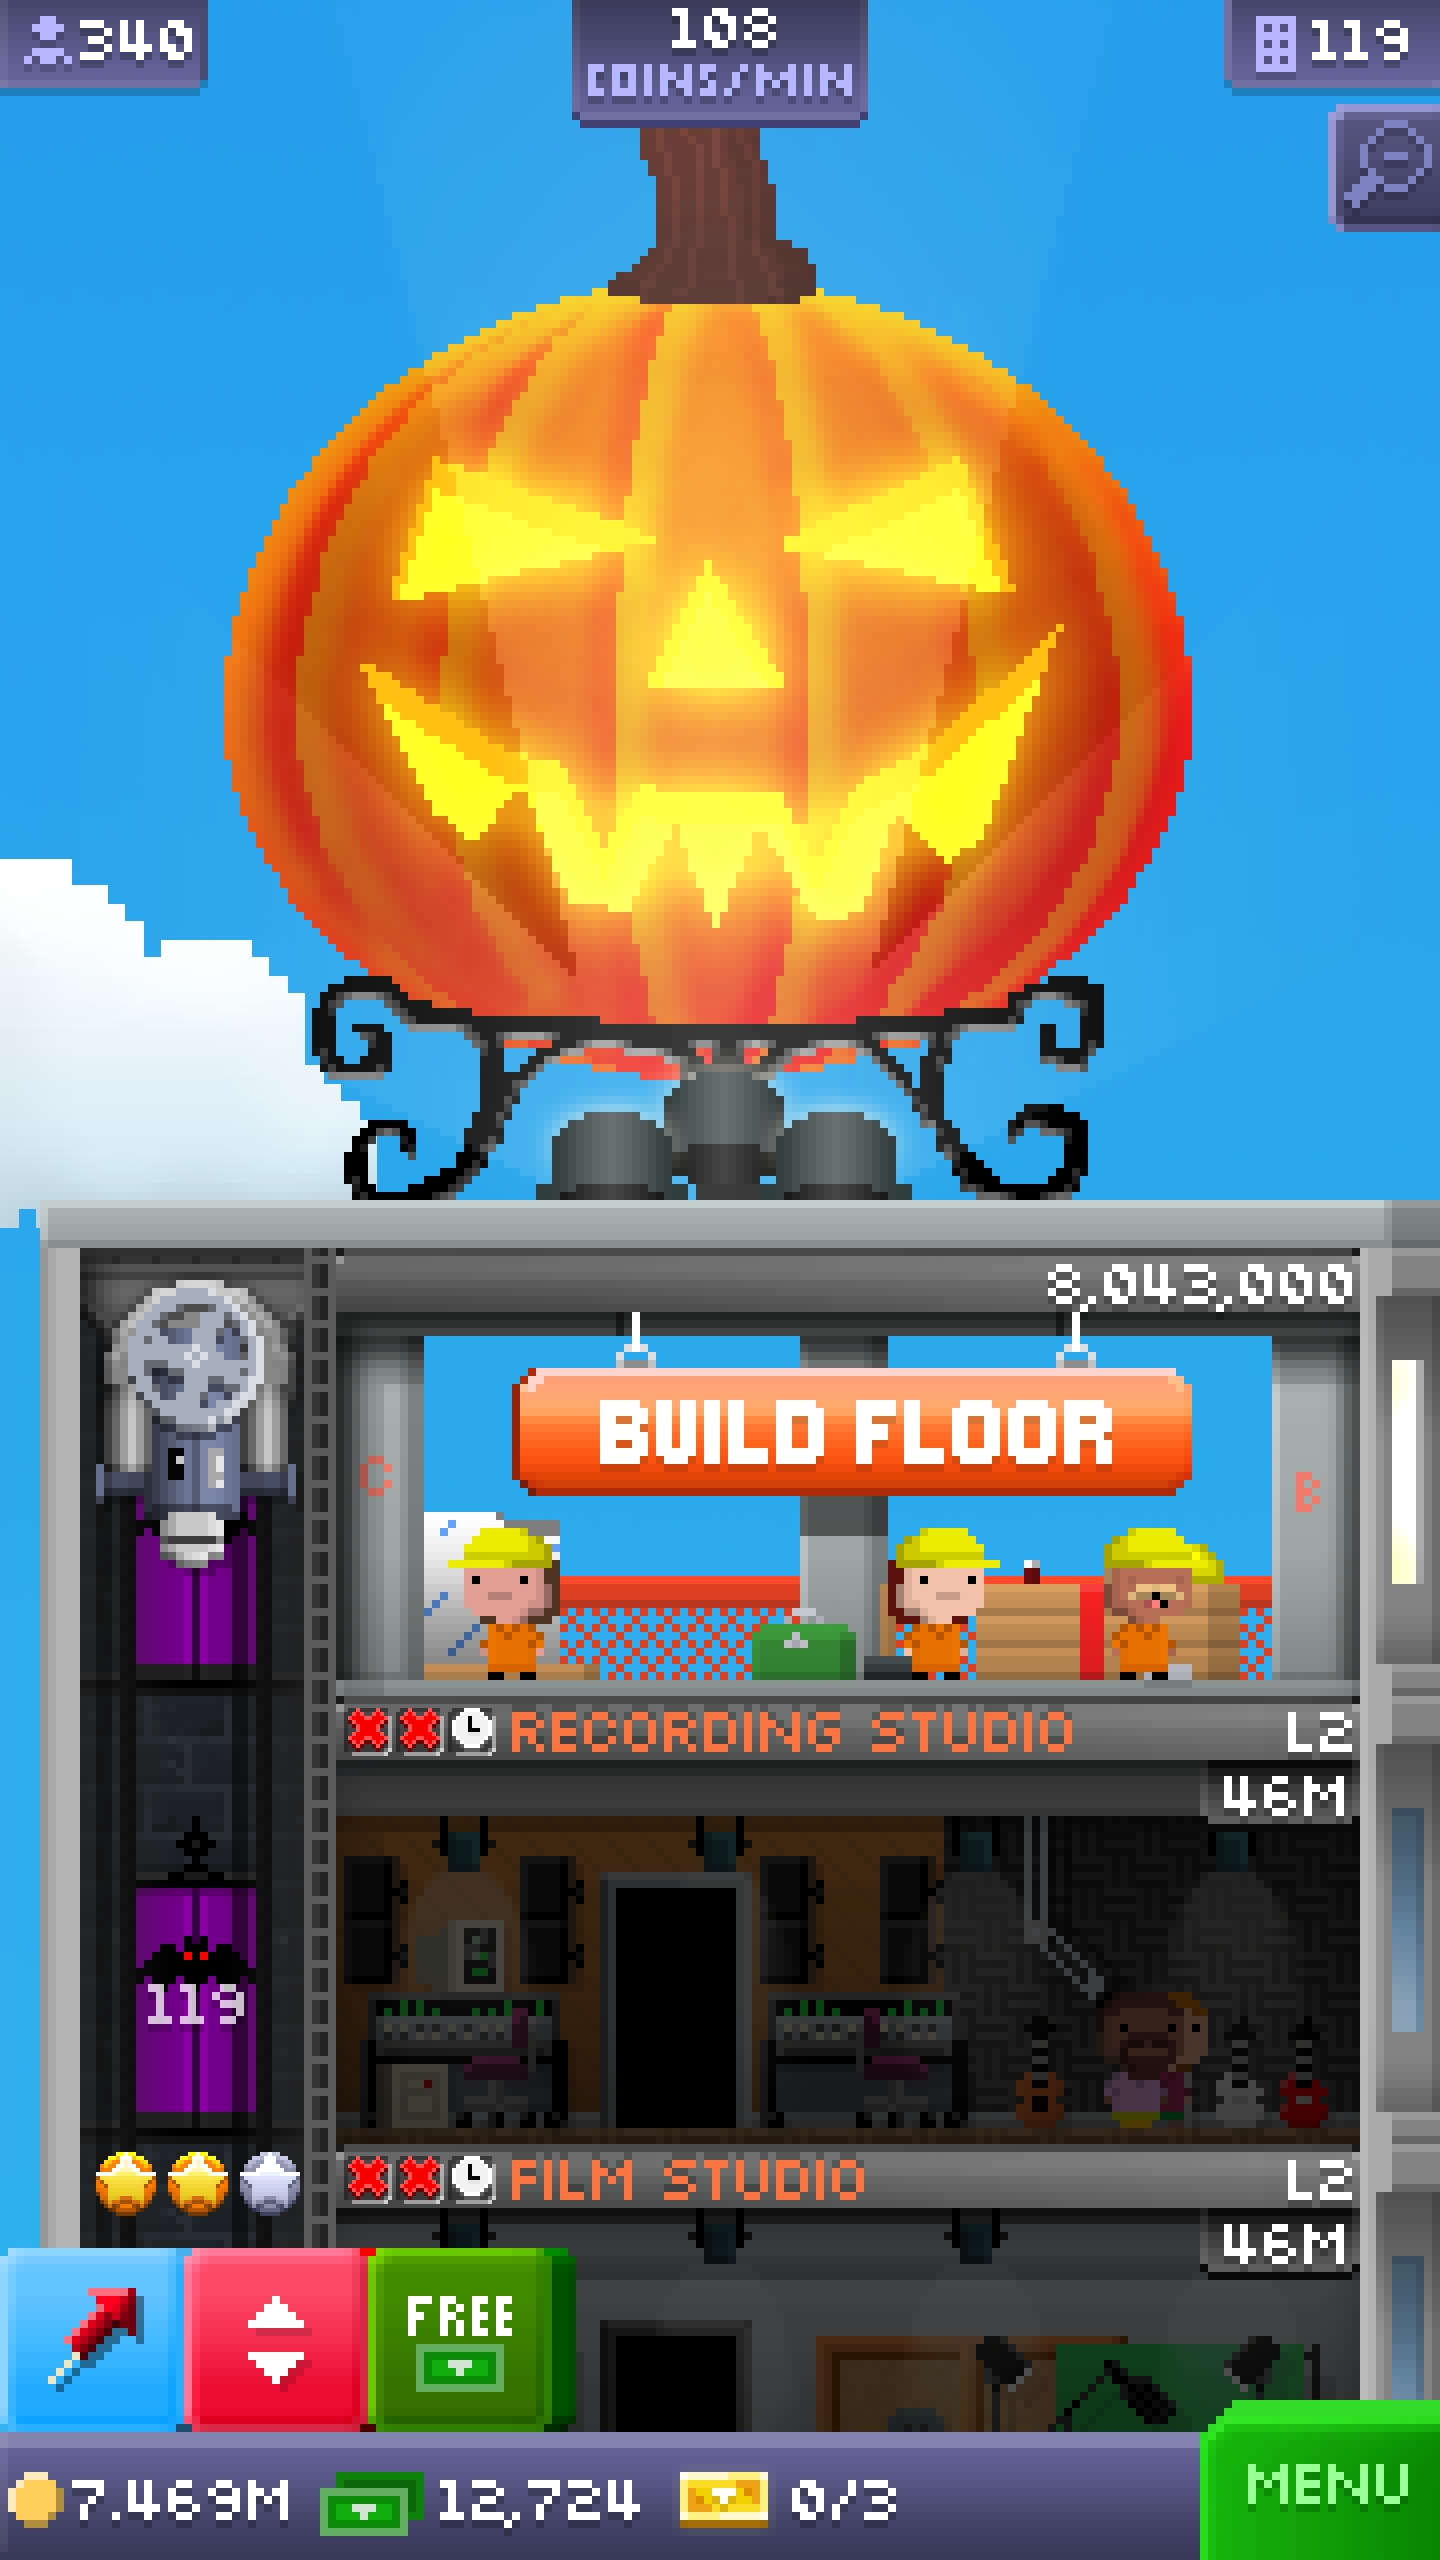 340
108
COINS/MIN
119
8,043,000
BUILD FLOOR
C
B
RECORDING STUDIO
L2
46M
119
FILM STUDIO
L2
46M
FREE
7.469M
12,724
0/3
MENU